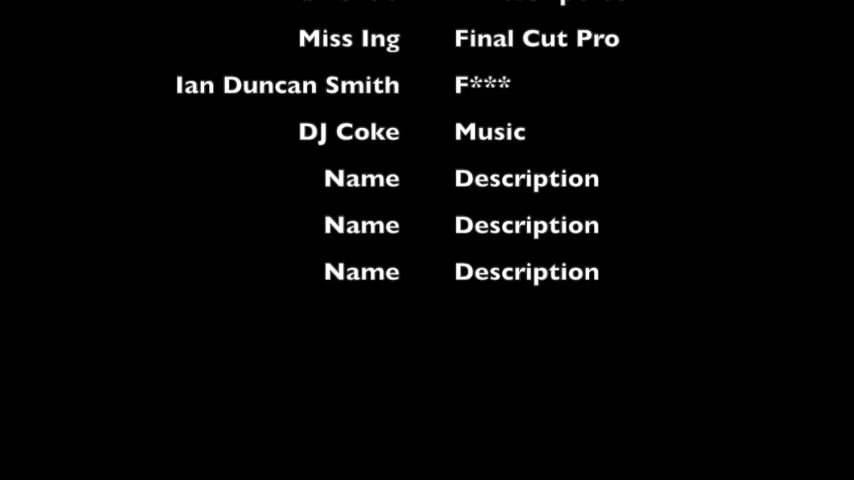 Miss Ing Final Cut Pro
Ian Duncan Smith F***
DJ Coke Music
Name Description
Name Description
Name Description